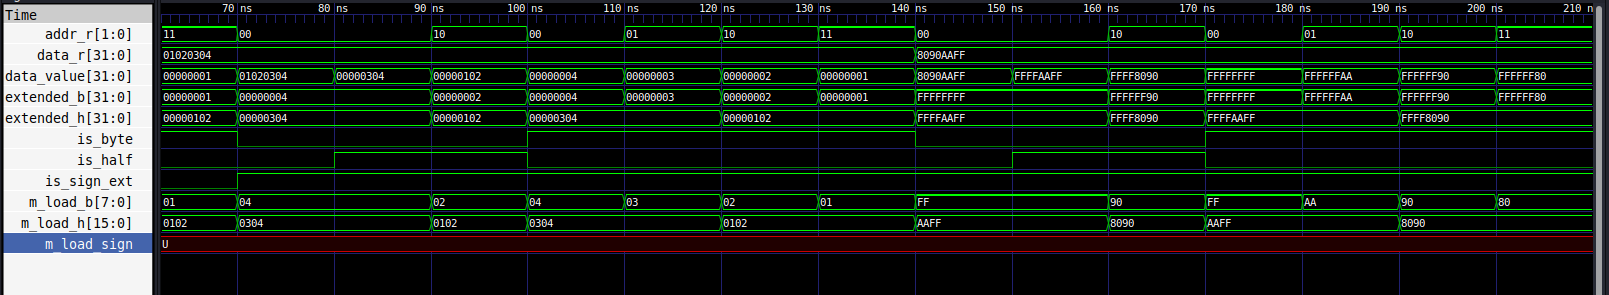 Time 70 ns 80 ns 90 ns 100 ns 110 ns 120 ns 130 ns 140 ns 150 ns 160 ns 170 ns 180 ns 190 ns 200 ns 210 n
addr_r[1:0] 11 00 10 00 01 10 11 00 10 00 01 10 11
data_r[31:0] 01020304 8090AAFF
data_value[31:0] 00000001 01020304 00000304 00000102 00000004 00000003 00000002 00000001 8090AAFF FFFFAAFF FFFF8090 FFFFFFFF FFFFFFAA FFFFFF90 FFFFFF80
extended_b[31:0] 00000001 00000004 00000002 00000004 00000003 00000002 00000001 FFFFFFFF FFFFFF90 FFFFFFFF FFFFFFAA FFFFFF90 FFFFFF80
extended_h[31:0] 00000102 00000304 00000102 00000304 00000102 FFFFAAFF FFFF8090 FFFFAAFF FFFF8090
is_byte
is_half
is_sign_ext
m_load_b[7:0] 01 04 02 04 03 02 01 FF 90 FF AA 90 80
m_load_h[15:0] 0102 0304 0102 0304 0102 AAFF 8090 AAFF 8090
m_load_sign U